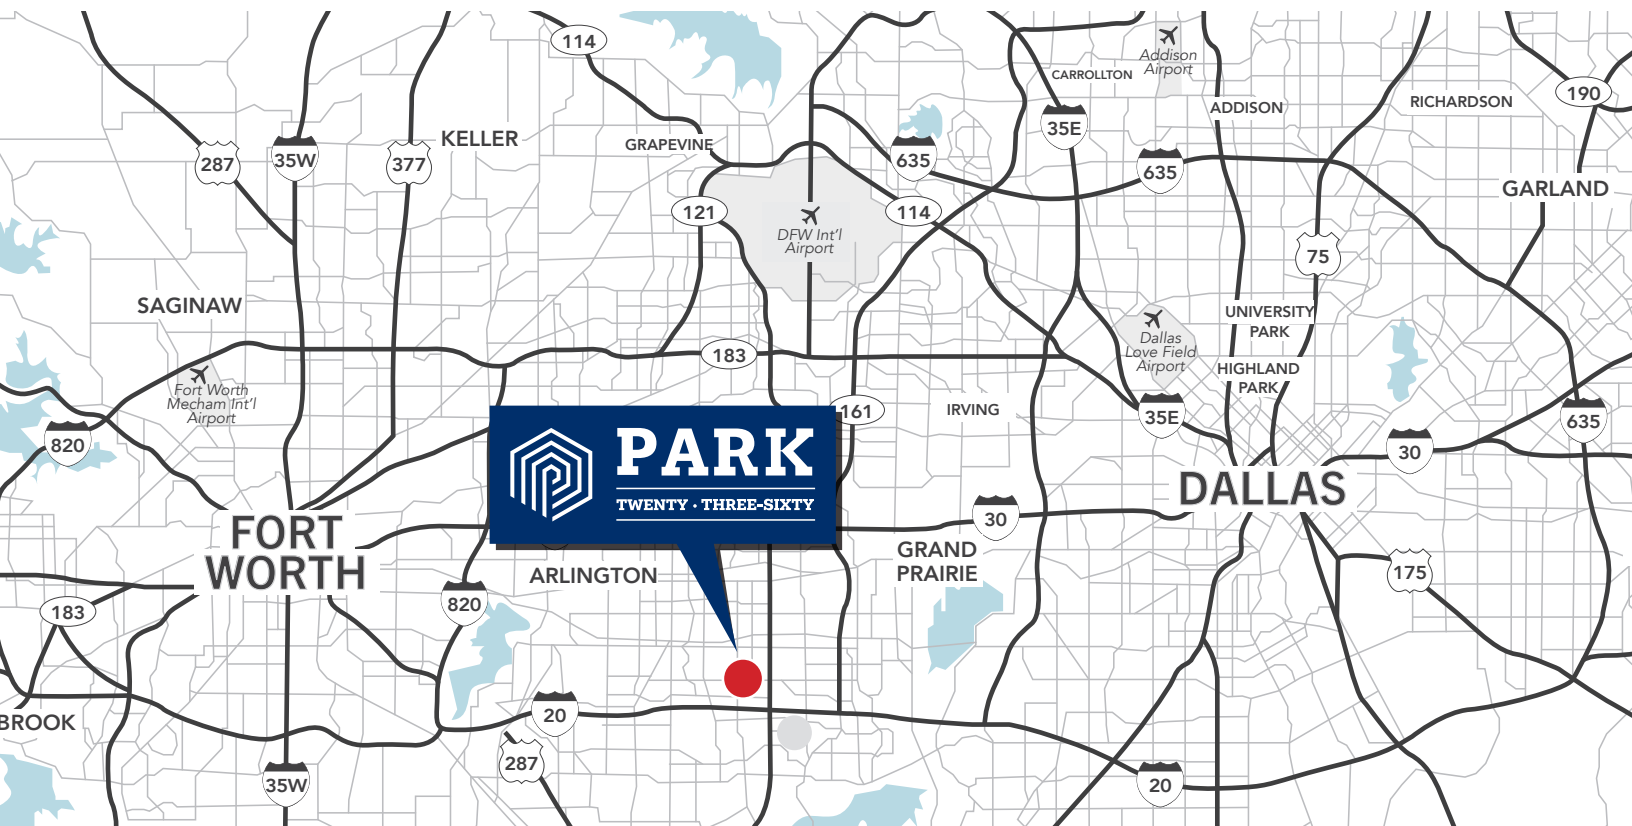 114
Addison
Airport
CARROLLTON
190
ADDISON
RICHARDSON
35E
KELLER
GRAPEVINE
287
35W
377
635
635
GARLAND
121
114
DFW Int'l
Airport
75
SAGINAW
UNIVERSITY
PARK
Dallas
Love Field
Airport
183
HIGHLAND
PARK
Fort Worth
Mecham Int'l
Airport
161
IRVING
35E
635
820
30
PARK
TWENTY · THREE-SIXTY
DALLAS
30
FORT
WORTH
GRAND
PRAIRIE
ARLINGTON
175
820
183
20
BROOK
287
35W
20